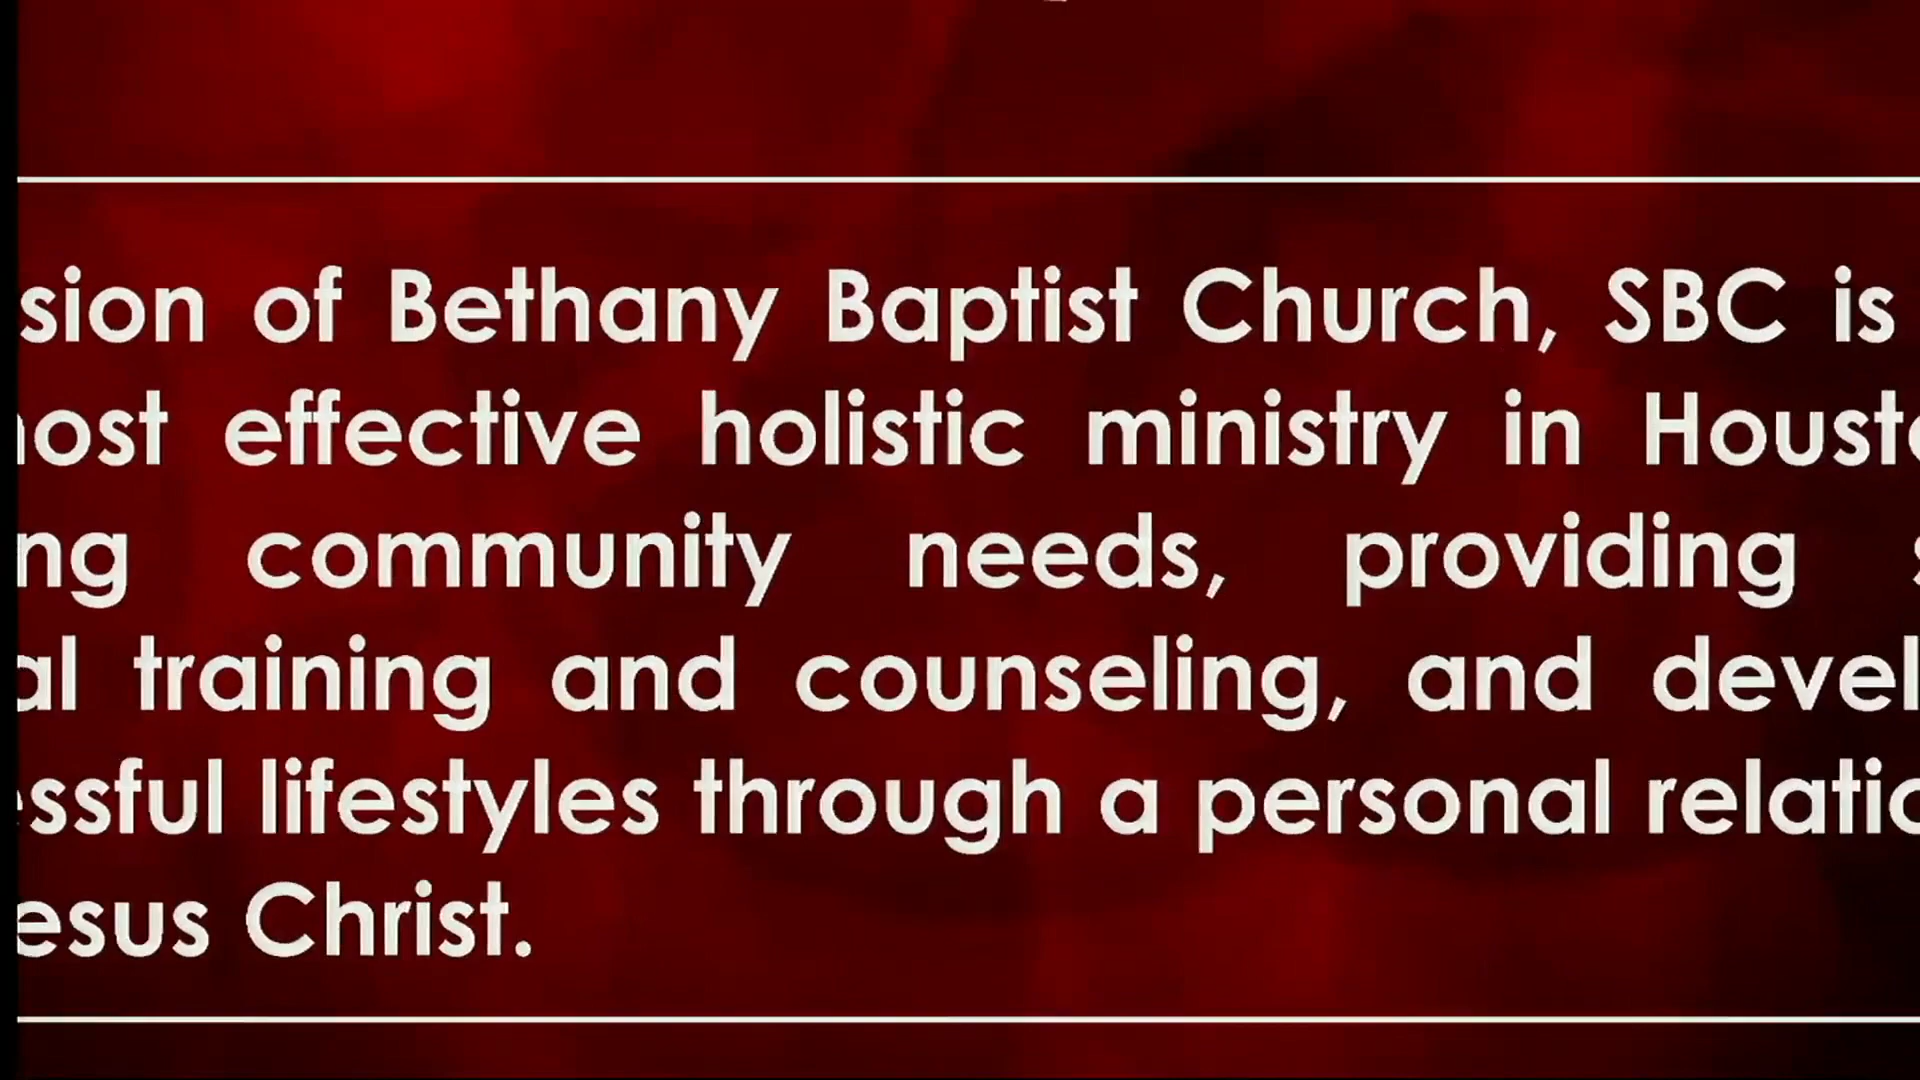 sion of Bethany Baptist Church, SBC is
ost effective holistic ministry in Houst
ng community needs, providing s
al training and counseling, and devel
ssful lifestyles through a personal relatio
esus Christ.